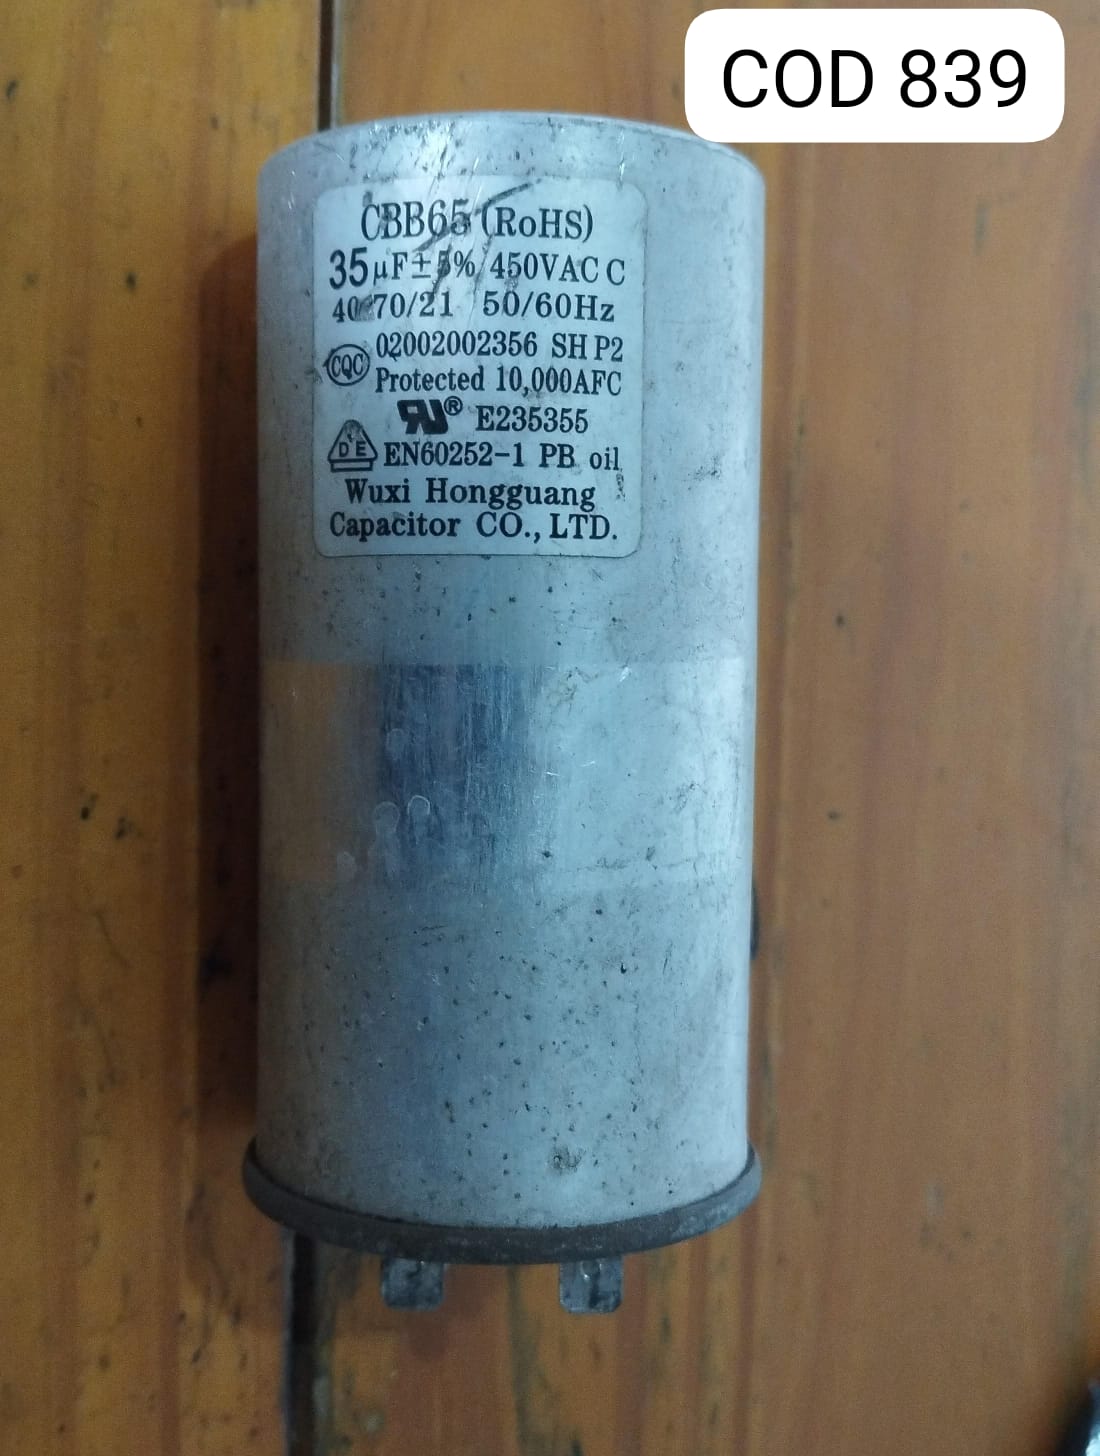 COD 839
CBB65 (RoHS)
35µF±5% 450VAC C
40/70/21 50/60Hz
CQC 02002002356 SH P2
Protected 10,000AFC
RU® E235355
DE EN60252-1 PB oil
Wuxi Hongguang
Capacitor CO., LTD.